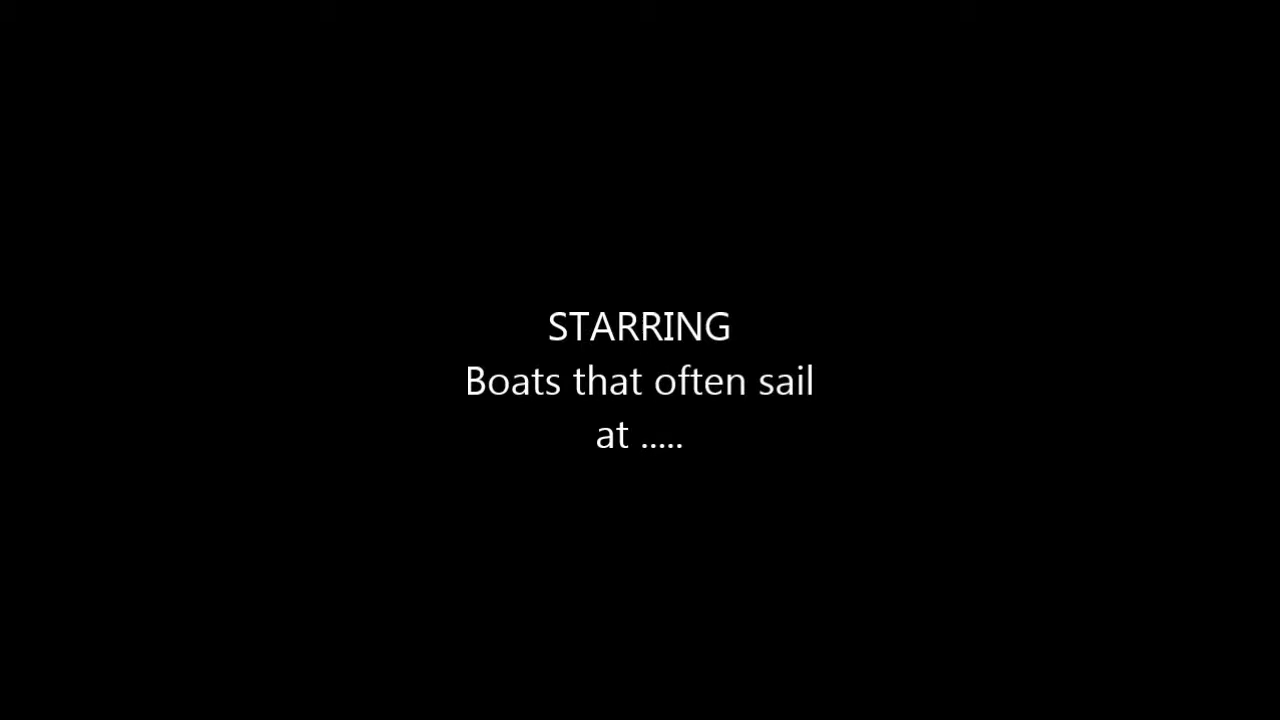 STARRING
Boats that often sail
at .....